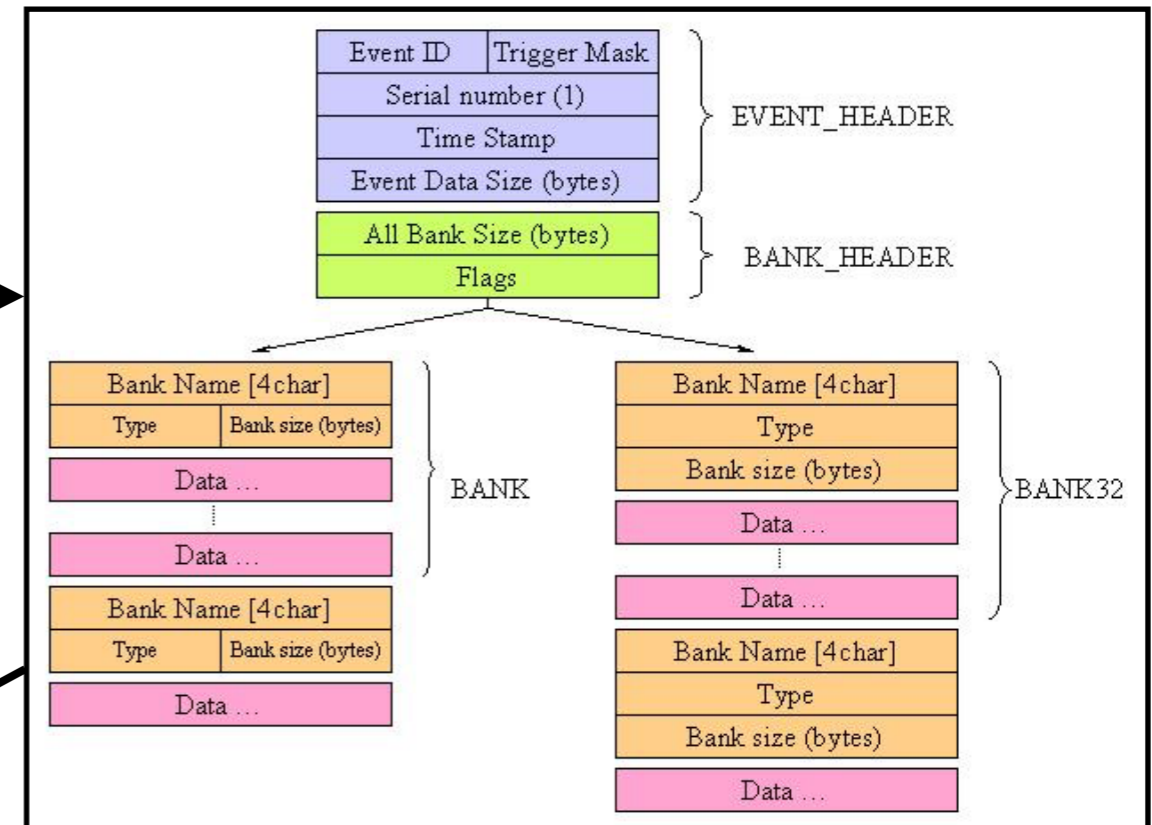 Event ID Trigger Mask
Serial number (1)
Time Stamp
Event Data Size (bytes)
EVENT_HEADER
All Bank Size (bytes)
Flags
BANK_HEADER
Bank Name [4char]
Type Bank size (bytes)
Data ...
Data ...
BANK
Bank Name [4char]
Type Bank size (bytes)
Data ...
Bank Name [4char]
Type
Bank size (bytes)
Data ...
Data ...
BANK32
Bank Name [4char]
Type
Bank size (bytes)
Data ...